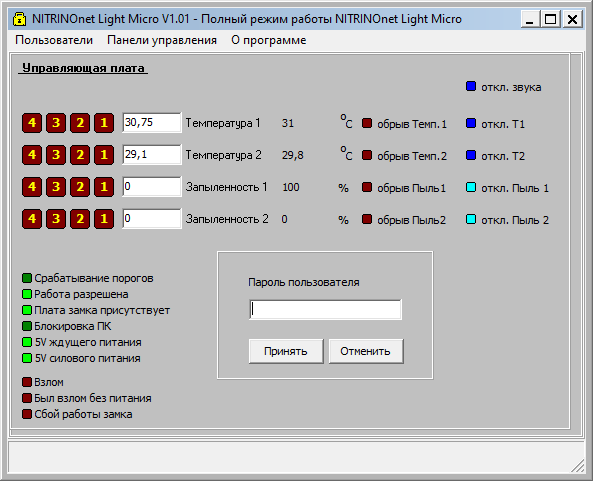 NITRINOnet Light Micro V1.01 - Полный режим работы NITRINOnet Light Micro
Пользователи Панели управления О программе
Управляющая плата
откл. звука
4 3 2 1 30,75 Температура 1 31 °C обрыв Темп.1 откл. Т1
4 3 2 1 29,1 Температура 2 29,8 °C обрыв Темп.2 откл. Т2
4 3 2 1 0 Запыленность 1 100 % обрыв Пыль1 откл. Пыль 1
4 3 2 1 0 Запыленность 2 0 % обрыв Пыль2 откл. Пыль 2
Срабатывание порогов
Работа разрешена
Плата замка присутствует
Блокировка ПК
5V ждущего питания
5V силового питания
Взлом
Был взлом без питания
Сбой работы замка
Пароль пользователя
Принять Отменить